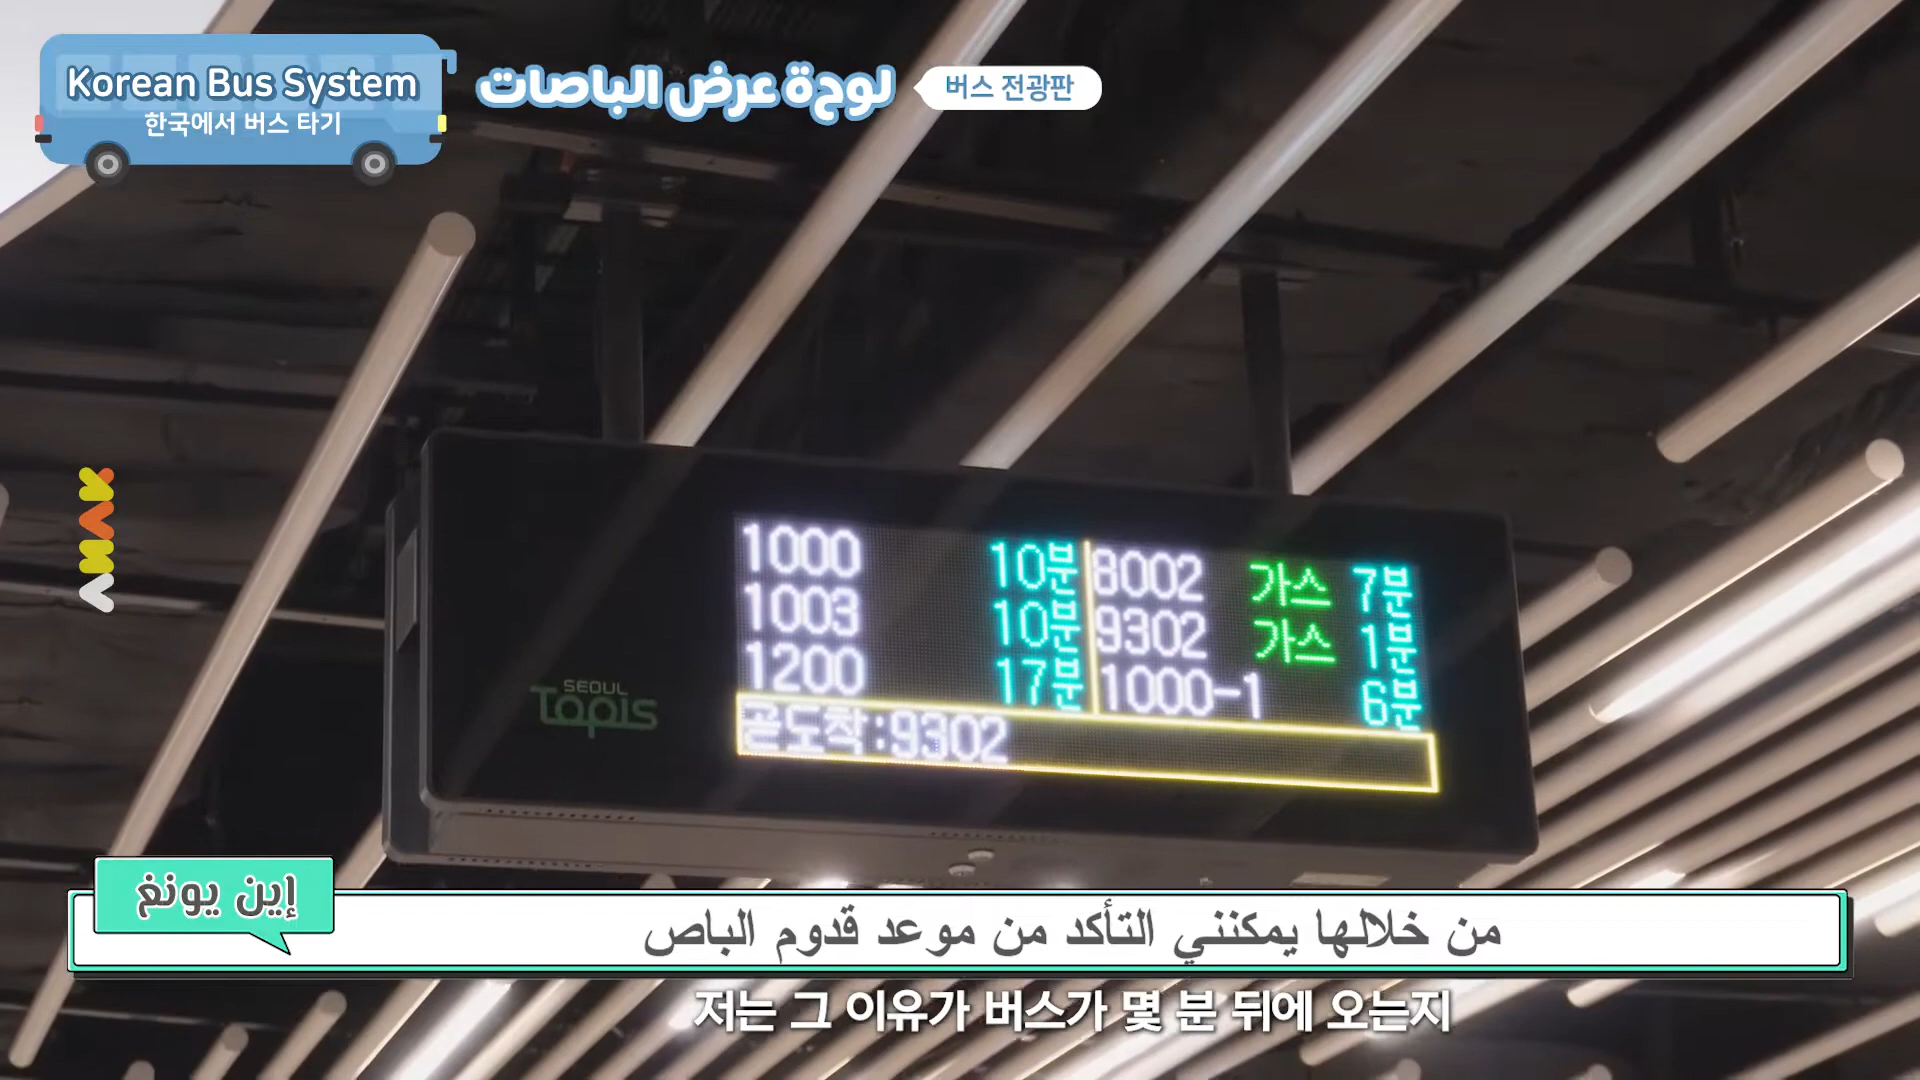 Korean Bus System
한국에서 버스 타기
لوحة عرض الباصات
버스 전광판
1000 10분 8002 가스 7분
1003 10분 9302 가스 1분
1200 17분 1000-1 6분
곧도착:9302
SEOUL
Topis
إين يونغ
من خلالها يمكنني التأكد من موعد قدوم الباص
저는 그 이유가 버스가 몇 분 뒤에 오는지